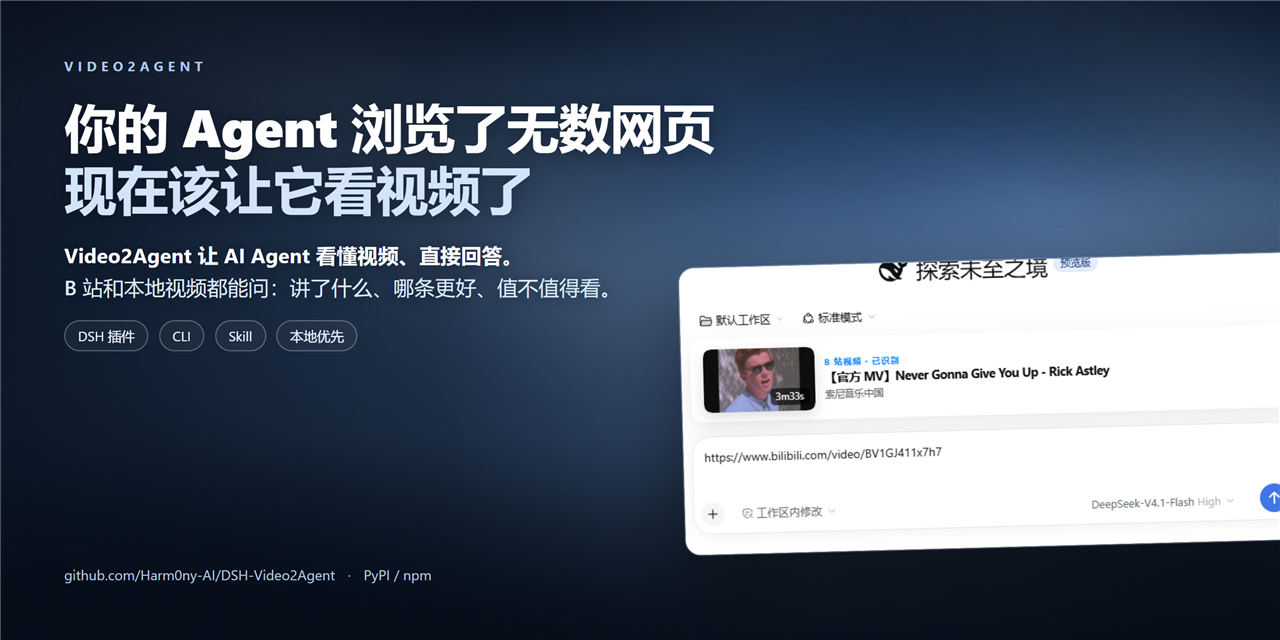 VIDEO2AGENT
你的 Agent 浏览了无数网页
现在该让它看视频了
Video2Agent 让 AI Agent 看懂视频、直接回答。
B 站和本地视频都能问：讲了什么、哪条更好、值不值得看。
DSH 插件 CLI Skill 本地优先
探索未至之境 预览版
默认工作区 标准模式
B 站视频 · 已识别
【官方 MV】Never Gonna Give You Up - Rick Astley
3m33s
索尼音乐中国
https://www.bilibili.com/video/BV1GJ411x7h7
工作区内修改 DeepSeek-V4.1-Flash High
github.com/Harm0ny-AI/DSH-Video2Agent · PyPI / npm